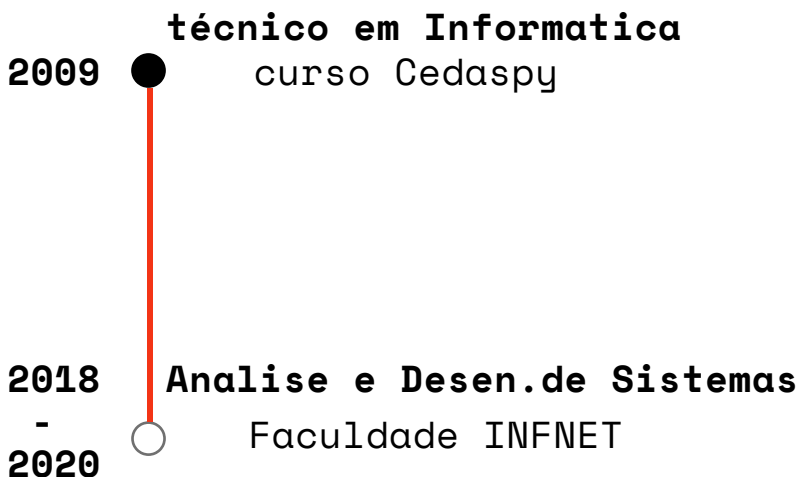 técnico em Informatica
2009 curso Cedaspy
2018 Analise e Desen.de Sistemas
-
Faculdade INFNET
2020